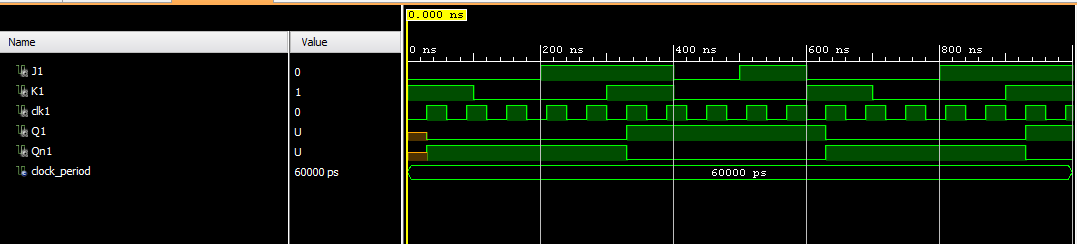 0.000 ns
Name Value
0 ns 200 ns 400 ns 600 ns 800 ns
J1 0
K1 1
clk1 0
Q1 U
Qn1 U
clock_period 60000 ps 60000 ps